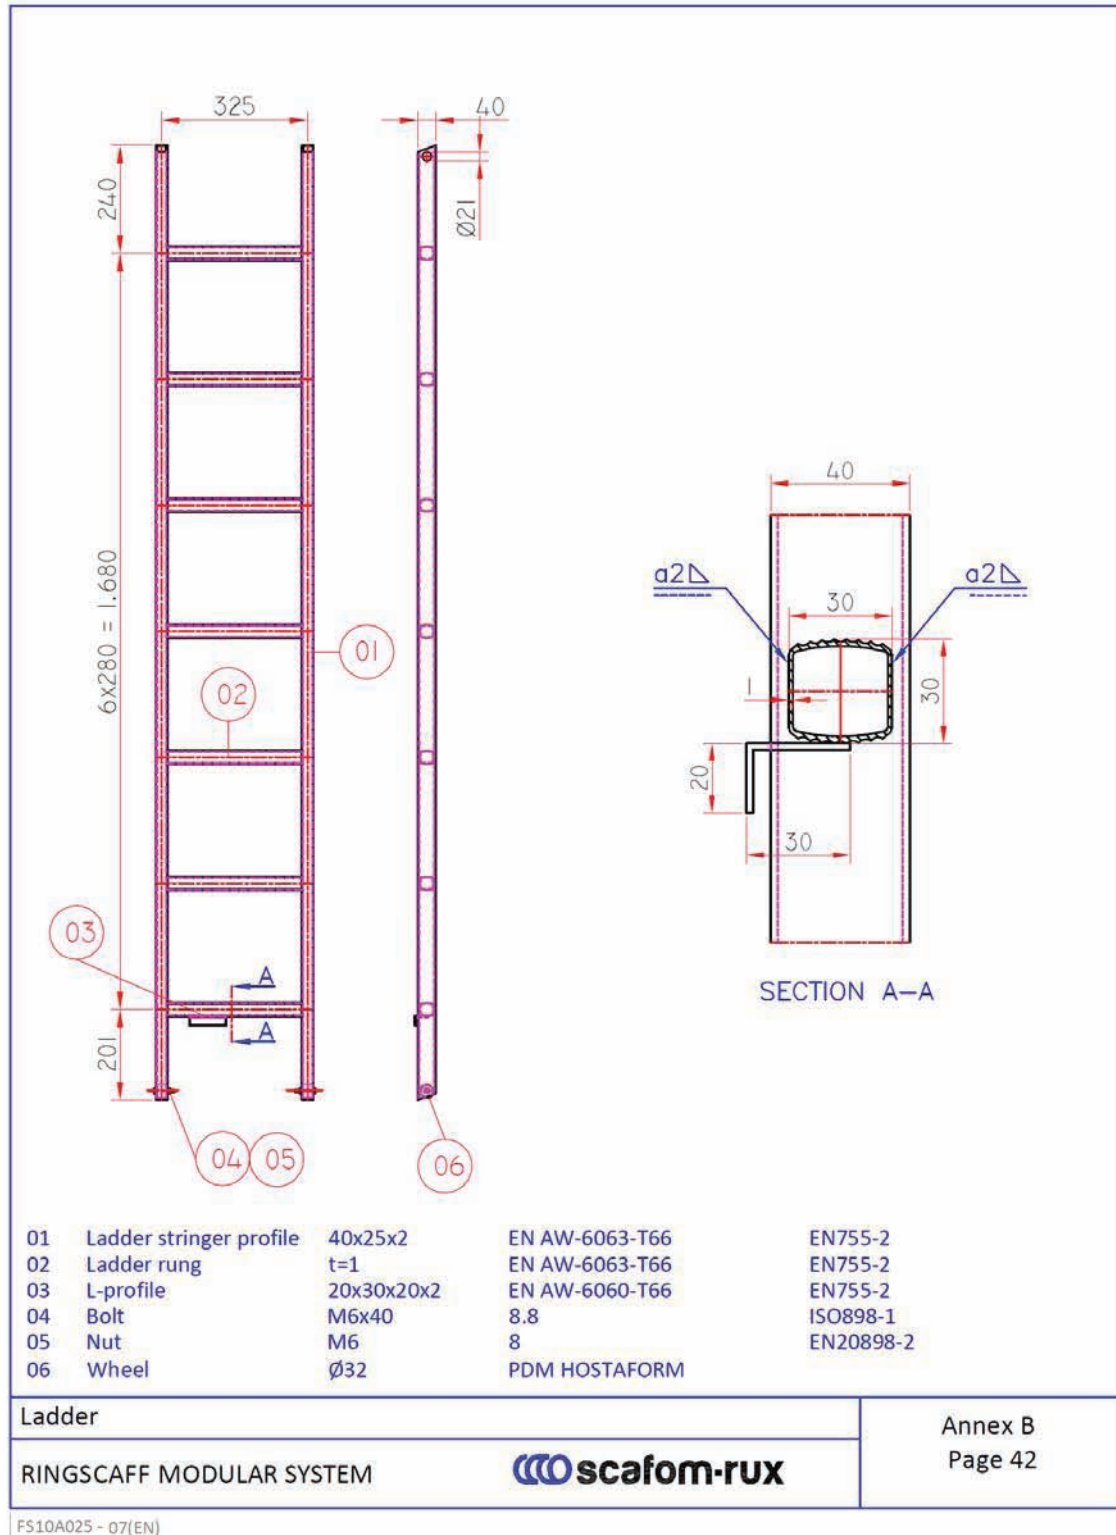 325
40
240
Ø21
6x280 = 1.680
01
02
03
A
A
201
04
05
06
40
a2
a2
30
1
30
20
30
SECTION A-A
01 Ladder stringer profile 40x25x2 EN AW-6063-T66 EN755-2
02 Ladder rung t=1 EN AW-6063-T66 EN755-2
03 L-profile 20x30x20x2 EN AW-6060-T66 EN755-2
04 Bolt M6x40 8.8 ISO898-1
05 Nut M6 8 EN20898-2
06 Wheel Ø32 PDM HOSTAFORM
Ladder
Annex B
Page 42
RINGSCAFF MODULAR SYSTEM scafom-rux
FS10A025 - 07(EN)